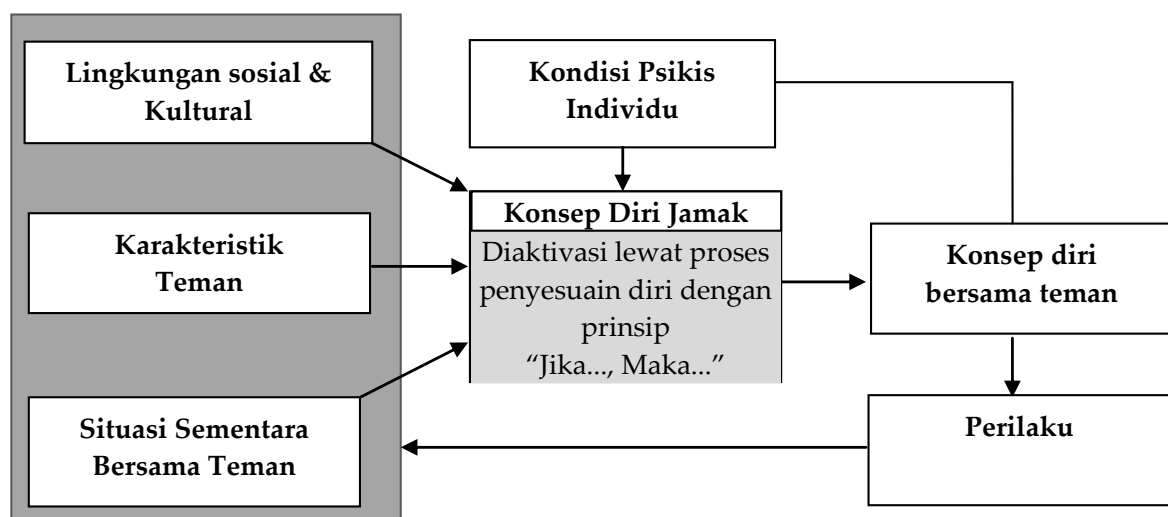 Lingkungan sosial &
Kultural
Kondisi Psikis
Individu
Karakteristik
Teman
Konsep Diri Jamak
Diaktivasi lewat proses
penyesuain diri dengan
prinsip
“Jika..., Maka...”
Konsep diri
bersama teman
Situasi Sementara
Bersama Teman
Perilaku